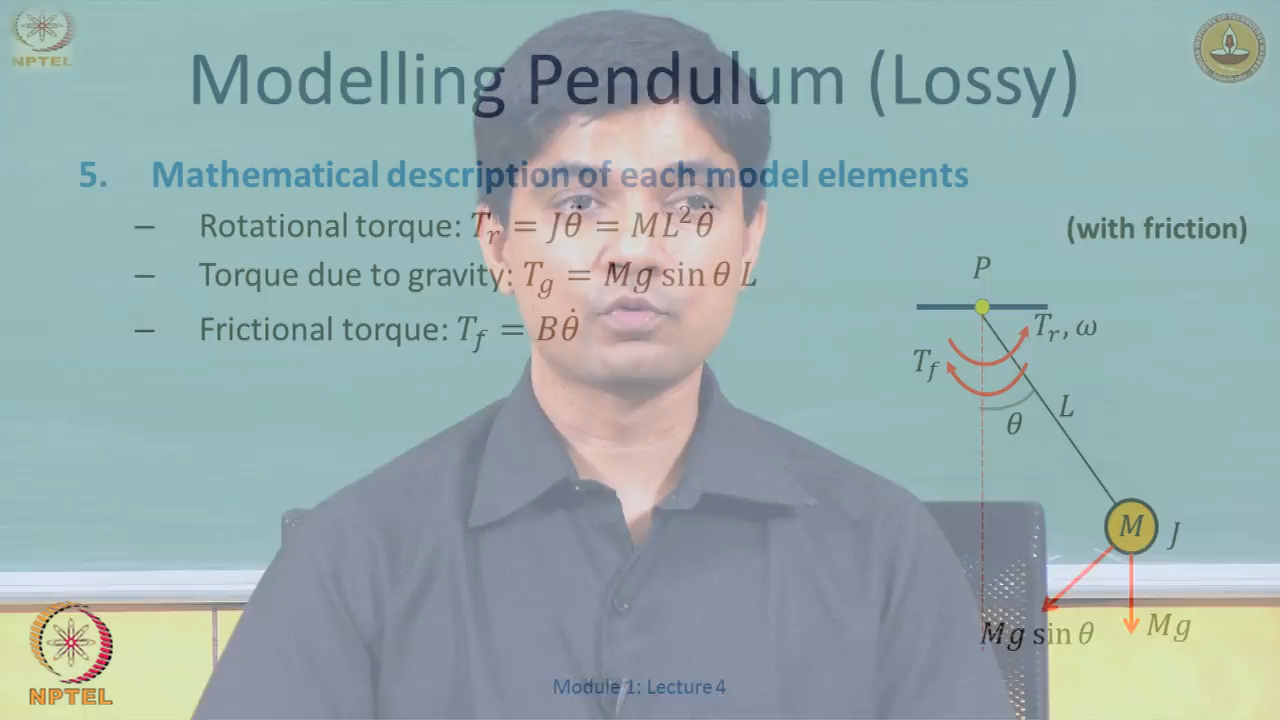 NPTEL
Modelling Pendulum (Lossy)
5. Mathematical description of each model elements
– Rotational torque: T_r = Jθ̈ = ML²θ̈
(with friction)
– Torque due to gravity: T_g = Mg sin θ L
– Frictional torque: T_f = Bθ̇
P
T_r, ω
T_f
L
θ
M
J
Mg sin θ
Mg
NPTEL
Module 1: Lecture 4